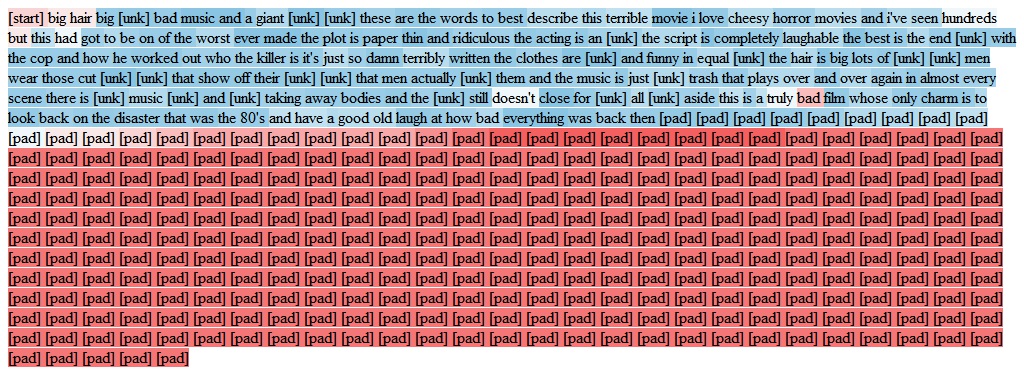 [start] big hair big [unk] bad music and a giant [unk] [unk] these are the words to best describe this terrible movie i love cheesy horror movies and i've seen hundreds
but this had got to be on of the worst ever made the plot is paper thin and ridiculous the acting is an [unk] the script is completely laughable the best is the end [unk] with
the cop and how he worked out who the killer is it's just so damn terribly written the clothes are [unk] and funny in equal [unk] the hair is big lots of [unk] [unk] men
wear those cut [unk] [unk] that show off their [unk] [unk] that men actually [unk] them and the music is just [unk] trash that plays over and over again in almost every
scene there is [unk] music [unk] and [unk] taking away bodies and the [unk] still doesn't close for [unk] all [unk] aside this is a truly bad film whose only charm is to
look back on the disaster that was the 80's and have a good old laugh at how bad everything was back then [pad] [pad] [pad] [pad] [pad] [pad] [pad] [pad] [pad]
[pad] [pad] [pad] [pad] [pad] [pad] [pad] [pad] [pad] [pad] [pad] [pad] [pad] [pad] [pad] [pad] [pad] [pad] [pad] [pad] [pad] [pad] [pad] [pad] [pad] [pad] [pad]
[pad] [pad] [pad] [pad] [pad] [pad] [pad] [pad] [pad] [pad] [pad] [pad] [pad] [pad] [pad] [pad] [pad] [pad] [pad] [pad] [pad] [pad] [pad] [pad] [pad] [pad] [pad]
[pad] [pad] [pad] [pad] [pad] [pad] [pad] [pad] [pad] [pad] [pad] [pad] [pad] [pad] [pad] [pad] [pad] [pad] [pad] [pad] [pad] [pad] [pad] [pad] [pad] [pad] [pad]
[pad] [pad] [pad] [pad] [pad] [pad] [pad] [pad] [pad] [pad] [pad] [pad] [pad] [pad] [pad] [pad] [pad] [pad] [pad] [pad] [pad] [pad] [pad] [pad] [pad] [pad] [pad]
[pad] [pad] [pad] [pad] [pad] [pad] [pad] [pad] [pad] [pad] [pad] [pad] [pad] [pad] [pad] [pad] [pad] [pad] [pad] [pad] [pad] [pad] [pad] [pad] [pad] [pad] [pad]
[pad] [pad] [pad] [pad] [pad] [pad] [pad] [pad] [pad] [pad] [pad] [pad] [pad] [pad] [pad] [pad] [pad] [pad] [pad] [pad] [pad] [pad] [pad] [pad] [pad] [pad] [pad]
[pad] [pad] [pad] [pad] [pad] [pad] [pad] [pad] [pad] [pad] [pad] [pad] [pad] [pad] [pad] [pad] [pad] [pad] [pad] [pad] [pad] [pad] [pad] [pad] [pad] [pad] [pad]
[pad] [pad] [pad] [pad] [pad] [pad] [pad] [pad] [pad] [pad] [pad] [pad] [pad] [pad] [pad] [pad] [pad] [pad] [pad] [pad] [pad] [pad] [pad] [pad] [pad] [pad] [pad]
[pad] [pad] [pad] [pad] [pad] [pad] [pad] [pad] [pad] [pad] [pad] [pad] [pad] [pad] [pad] [pad] [pad] [pad] [pad] [pad] [pad] [pad] [pad] [pad] [pad] [pad] [pad]
[pad] [pad] [pad] [pad] [pad] [pad] [pad] [pad] [pad] [pad] [pad] [pad] [pad] [pad] [pad] [pad] [pad] [pad] [pad] [pad] [pad] [pad] [pad] [pad] [pad] [pad] [pad]
[pad] [pad] [pad] [pad] [pad] [pad] [pad] [pad] [pad] [pad] [pad] [pad] [pad] [pad] [pad] [pad] [pad] [pad] [pad] [pad] [pad] [pad] [pad] [pad] [pad] [pad] [pad]
[pad] [pad] [pad] [pad] [pad]